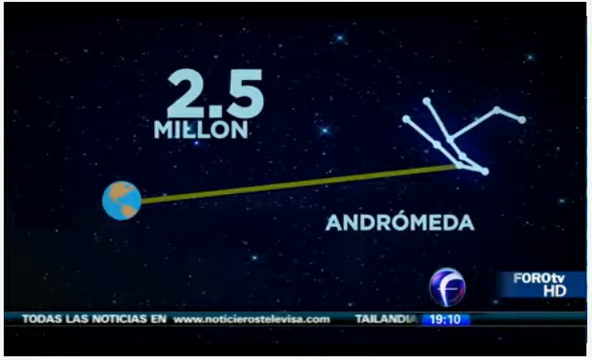 2.5
MILLON
ANDRÓMEDA
FOROtv
HD
TODAS LAS NOTICIAS EN www.noticierostelevisa.com TAILANDIA 19:10